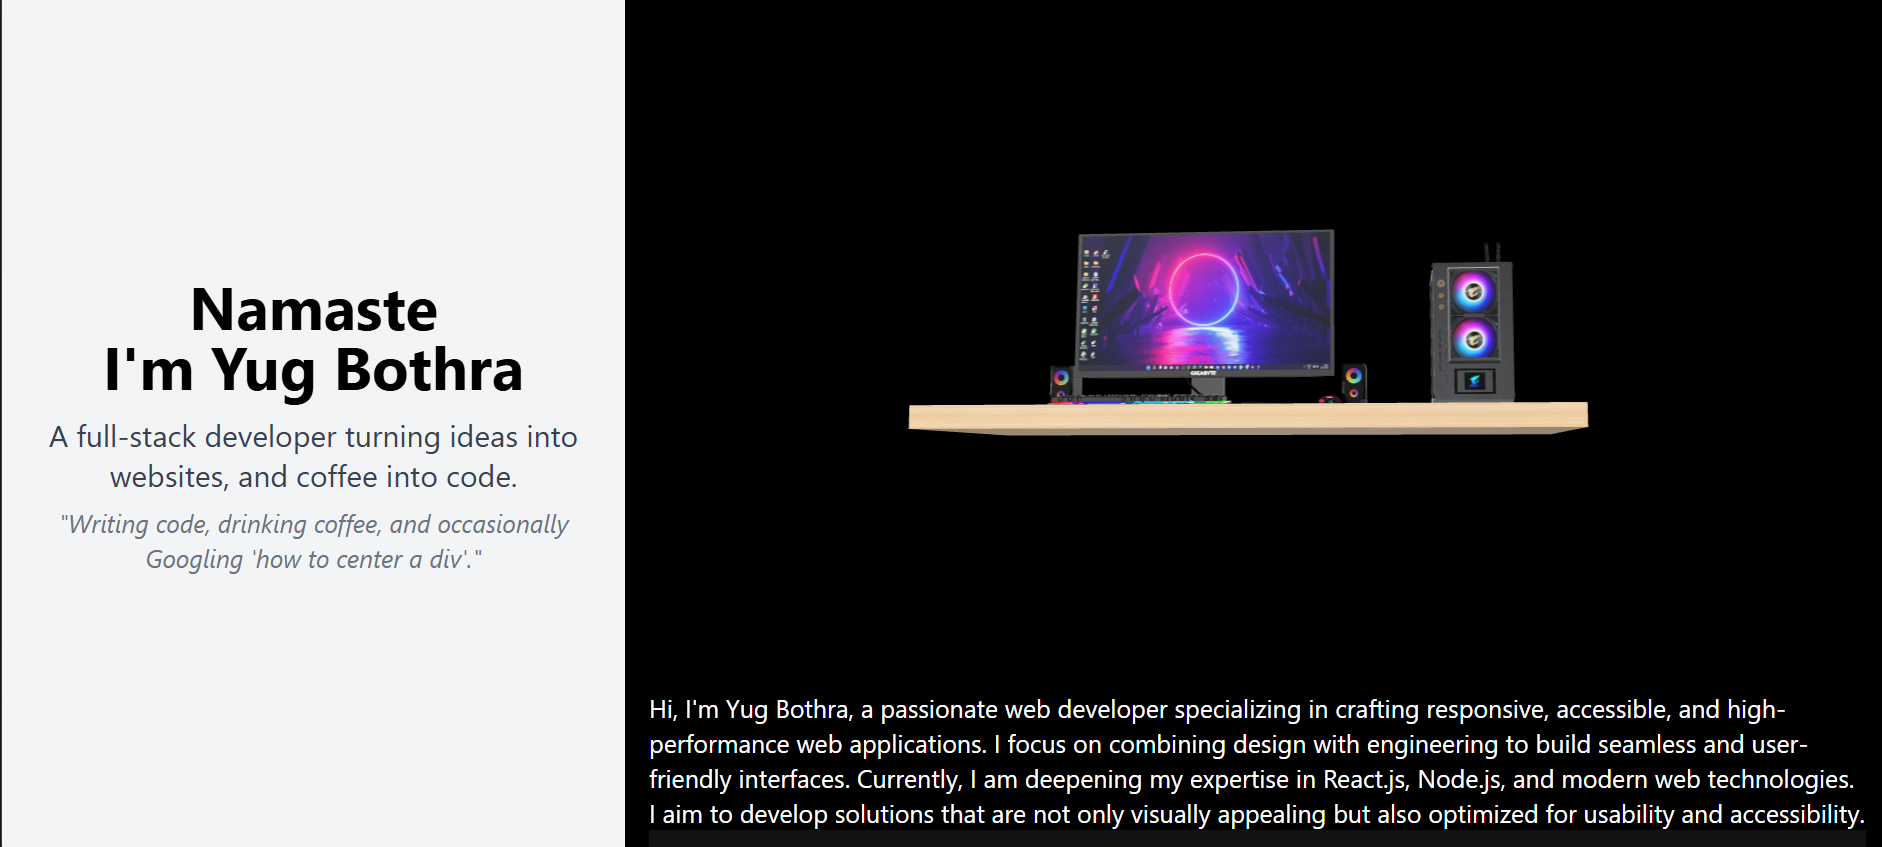 Namaste
I'm Yug Bothra
A full-stack developer turning ideas into
websites, and coffee into code.
"Writing code, drinking coffee, and occasionally
Googling 'how to center a div'."
GIGABYTE
Hi, I'm Yug Bothra, a passionate web developer specializing in crafting responsive, accessible, and high-
performance web applications. I focus on combining design with engineering to build seamless and user-
friendly interfaces. Currently, I am deepening my expertise in React.js, Node.js, and modern web technologies.
I aim to develop solutions that are not only visually appealing but also optimized for usability and accessibility.